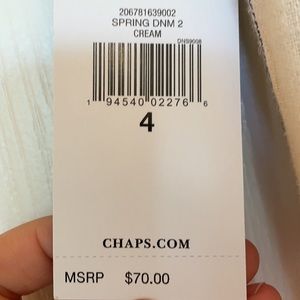 206781639002
SPRING DNM 2
CREAM
DNS9008
1 94540 02276 6
4
CHAPS.COM
MSRP $70.00